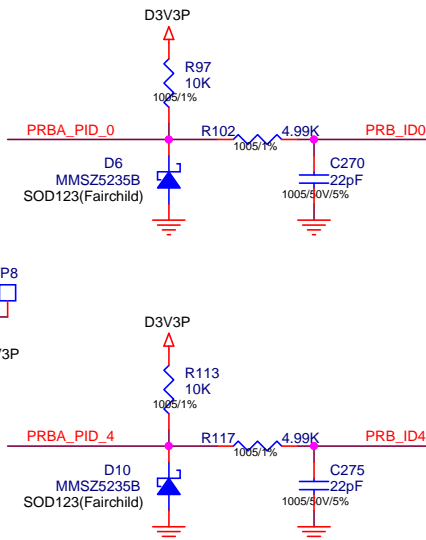 D3V3P
R97
10K
1005/1%
PRBA_PID_0
R102
4.99K
PRB_ID0
1005/1%
D6
MMSZ5235B
SOD123(Fairchild)
C270
22pF
1005/50V/5%
P8
3P
D3V3P
R113
10K
1005/1%
PRBA_PID_4
R117
4.99K
PRB_ID4
1005/1%
D10
MMSZ5235B
SOD123(Fairchild)
C275
22pF
1005/50V/5%